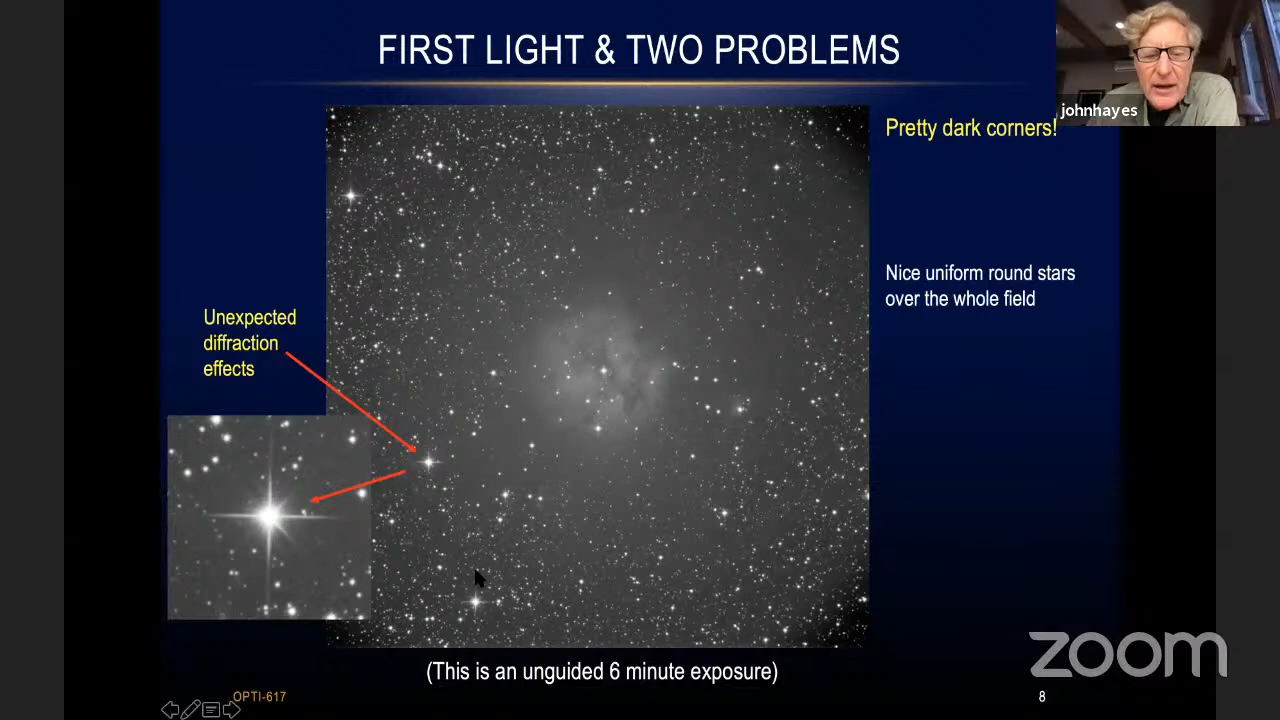 FIRST LIGHT & TWO PROBLEMS
johnhayes
Pretty dark corners!
Nice uniform round stars
over the whole field
Unexpected
diffraction
effects
(This is an unguided 6 minute exposure)
zoom
OPTI-617
8